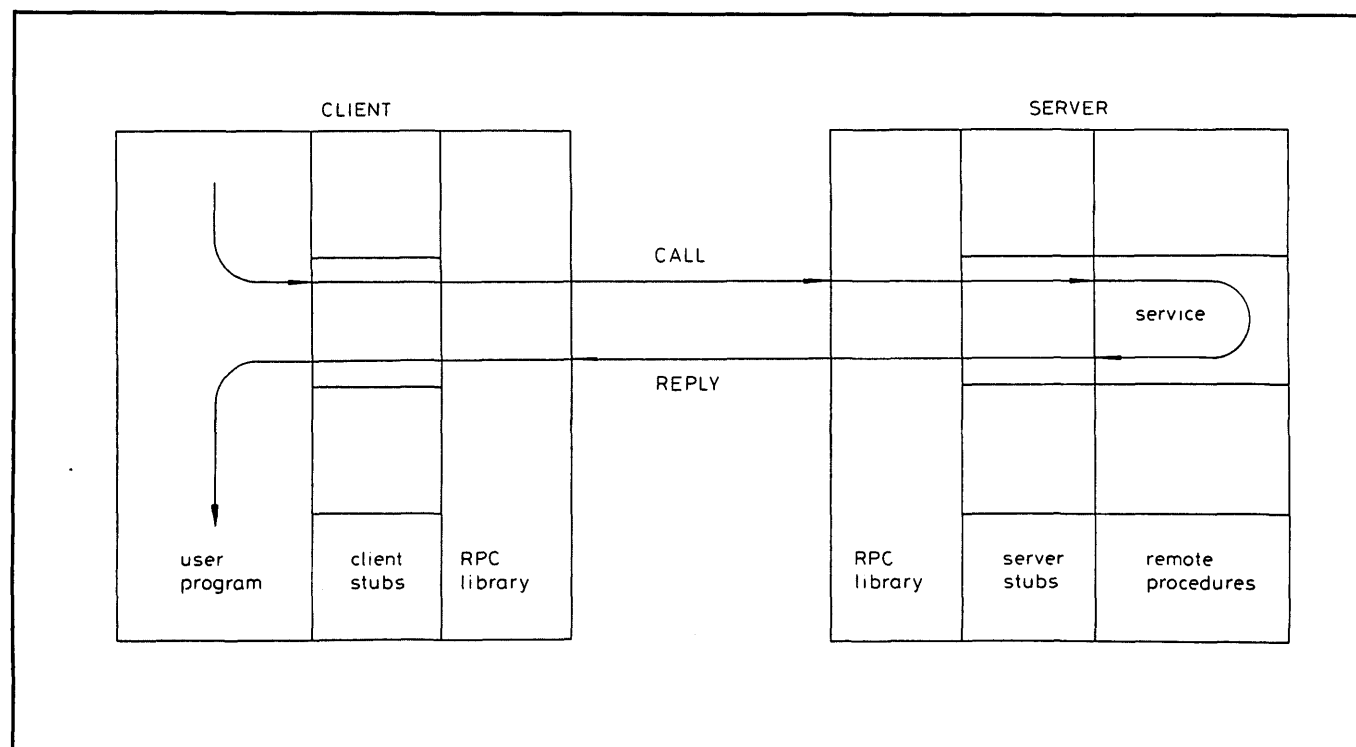 CLIENT
SERVER
CALL
service
REPLY
user
program
client
stubs
RPC
library
RPC
library
server
stubs
remote
procedures